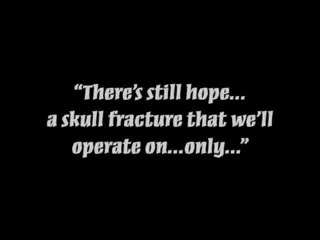 “There’s still hope...
a skull fracture that we’ll
operate on...only...”